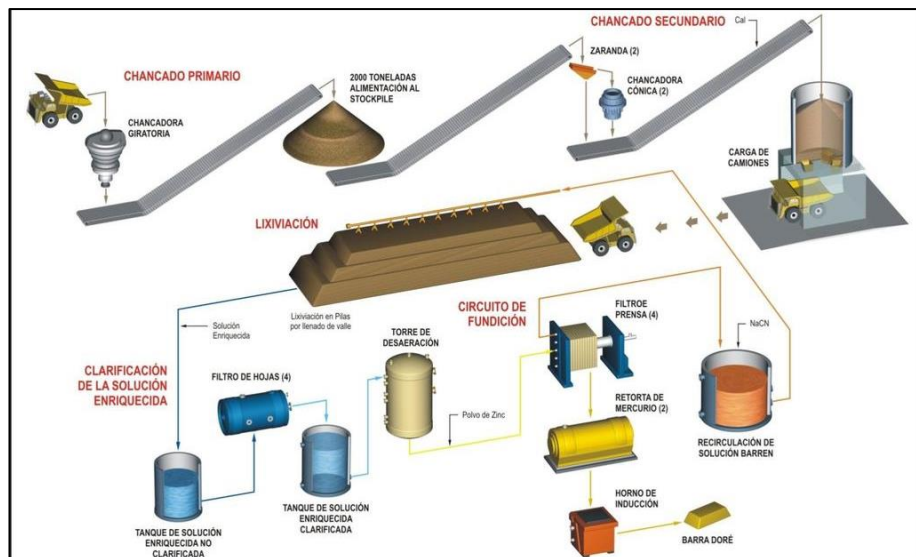 CHANCADO PRIMARIO
CHANCADORA
GIRATORIA
2000 TONELADAS
ALIMENTACIÓN AL
STOCKPILE
CHANCADO SECUNDARIO
Cal
ZARANDA (2)
CHANCADORA
CÓNICA (2)
CARGA DE
CAMIONES
LIXIVIACIÓN
Lixiviación en Pilas
por llenado de valle
Solución
Enriquecida
CLARIFICACIÓN
DE LA SOLUCIÓN
ENRIQUECIDA
FILTRO DE HOJAS (4)
TORRE DE
DESAERACIÓN
Polvo de Zinc
CIRCUITO DE
FUNDICIÓN
FILTROE
PRENSA (4)
NaCN
RETORTA DE
MERCURIO (2)
RECIRCULACIÓN DE
SOLUCIÓN BARREN
TANQUE DE SOLUCIÓN
ENRIQUECIDA NO
CLARIFICADA
TANQUE DE SOLUCIÓN
ENRIQUECIDA
CLARIFICADA
HORNO DE
INDUCCIÓN
BARRA DORÉ